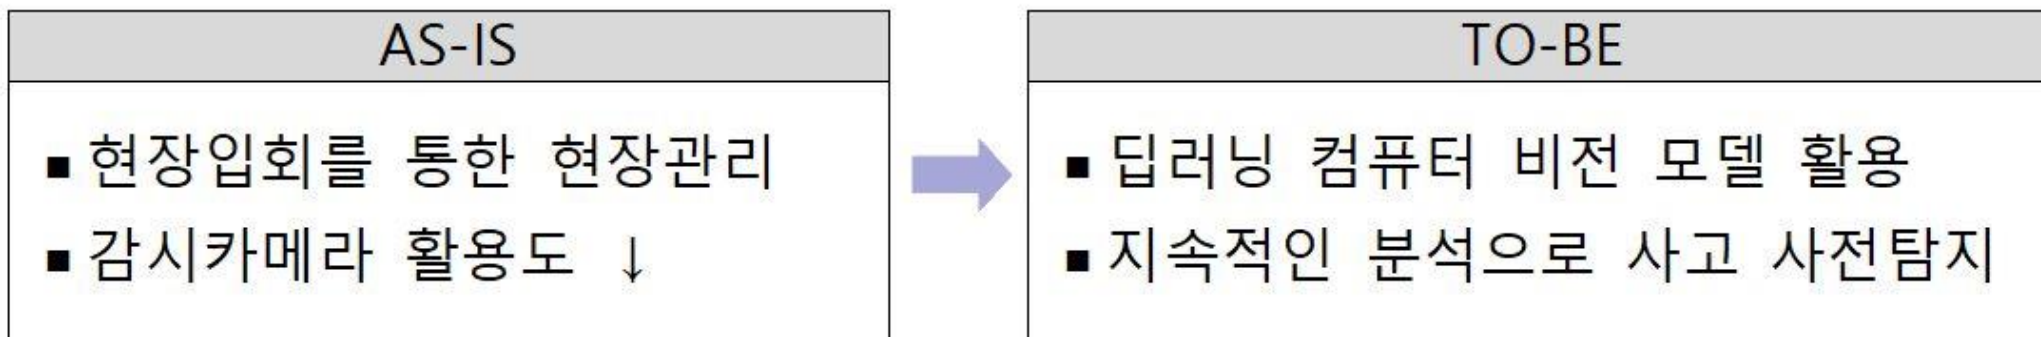 AS-IS
■ 현장입회를 통한 현장관리
■ 감시카메라 활용도 ↓
TO-BE
■ 딥러닝 컴퓨터 비전 모델 활용
■ 지속적인 분석으로 사고 사전탐지